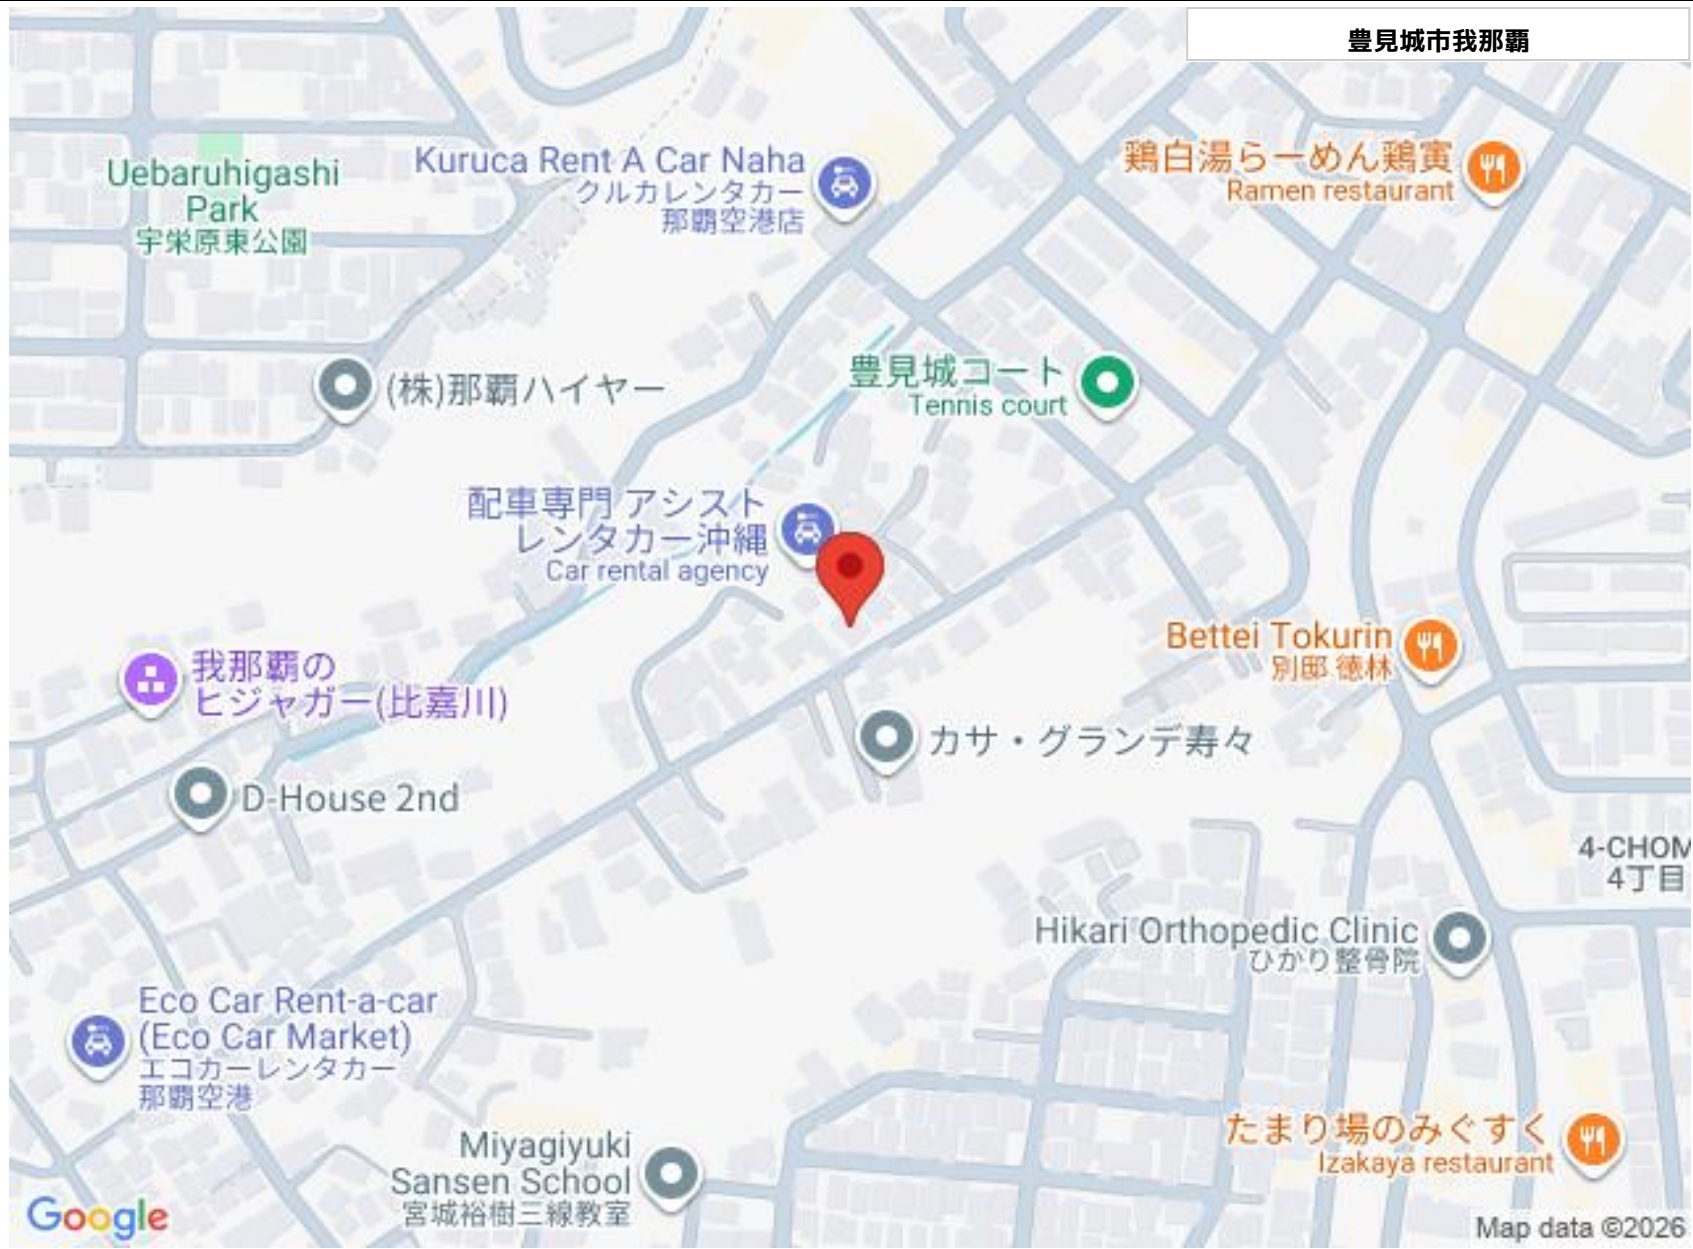 豊見城市我那覇
Uebaruhigashi
Park
宇栄原東公園
Kuruca Rent A Car Naha
クルカレンタカー
那覇空港店
鶏白湯らーめん鶏寅
Ramen restaurant
(株)那覇ハイヤー
豊見城コート
Tennis court
配車専門 アシスト
レンタカー沖縄
Car rental agency
我那覇の
ヒジャガー(比嘉川)
Bettei Tokurin
別邸 徳林
カサ・グランデ寿々
D-House 2nd
4-CHOM
4丁目
Hikari Orthopedic Clinic
ひかり整骨院
Eco Car Rent-a-car
(Eco Car Market)
エコカーレンタカー
那覇空港
Miyagiyuki
Sansen School
宮城裕樹三線教室
たまり場のみぐすく
Izakaya restaurant
Google
Map data ©2026